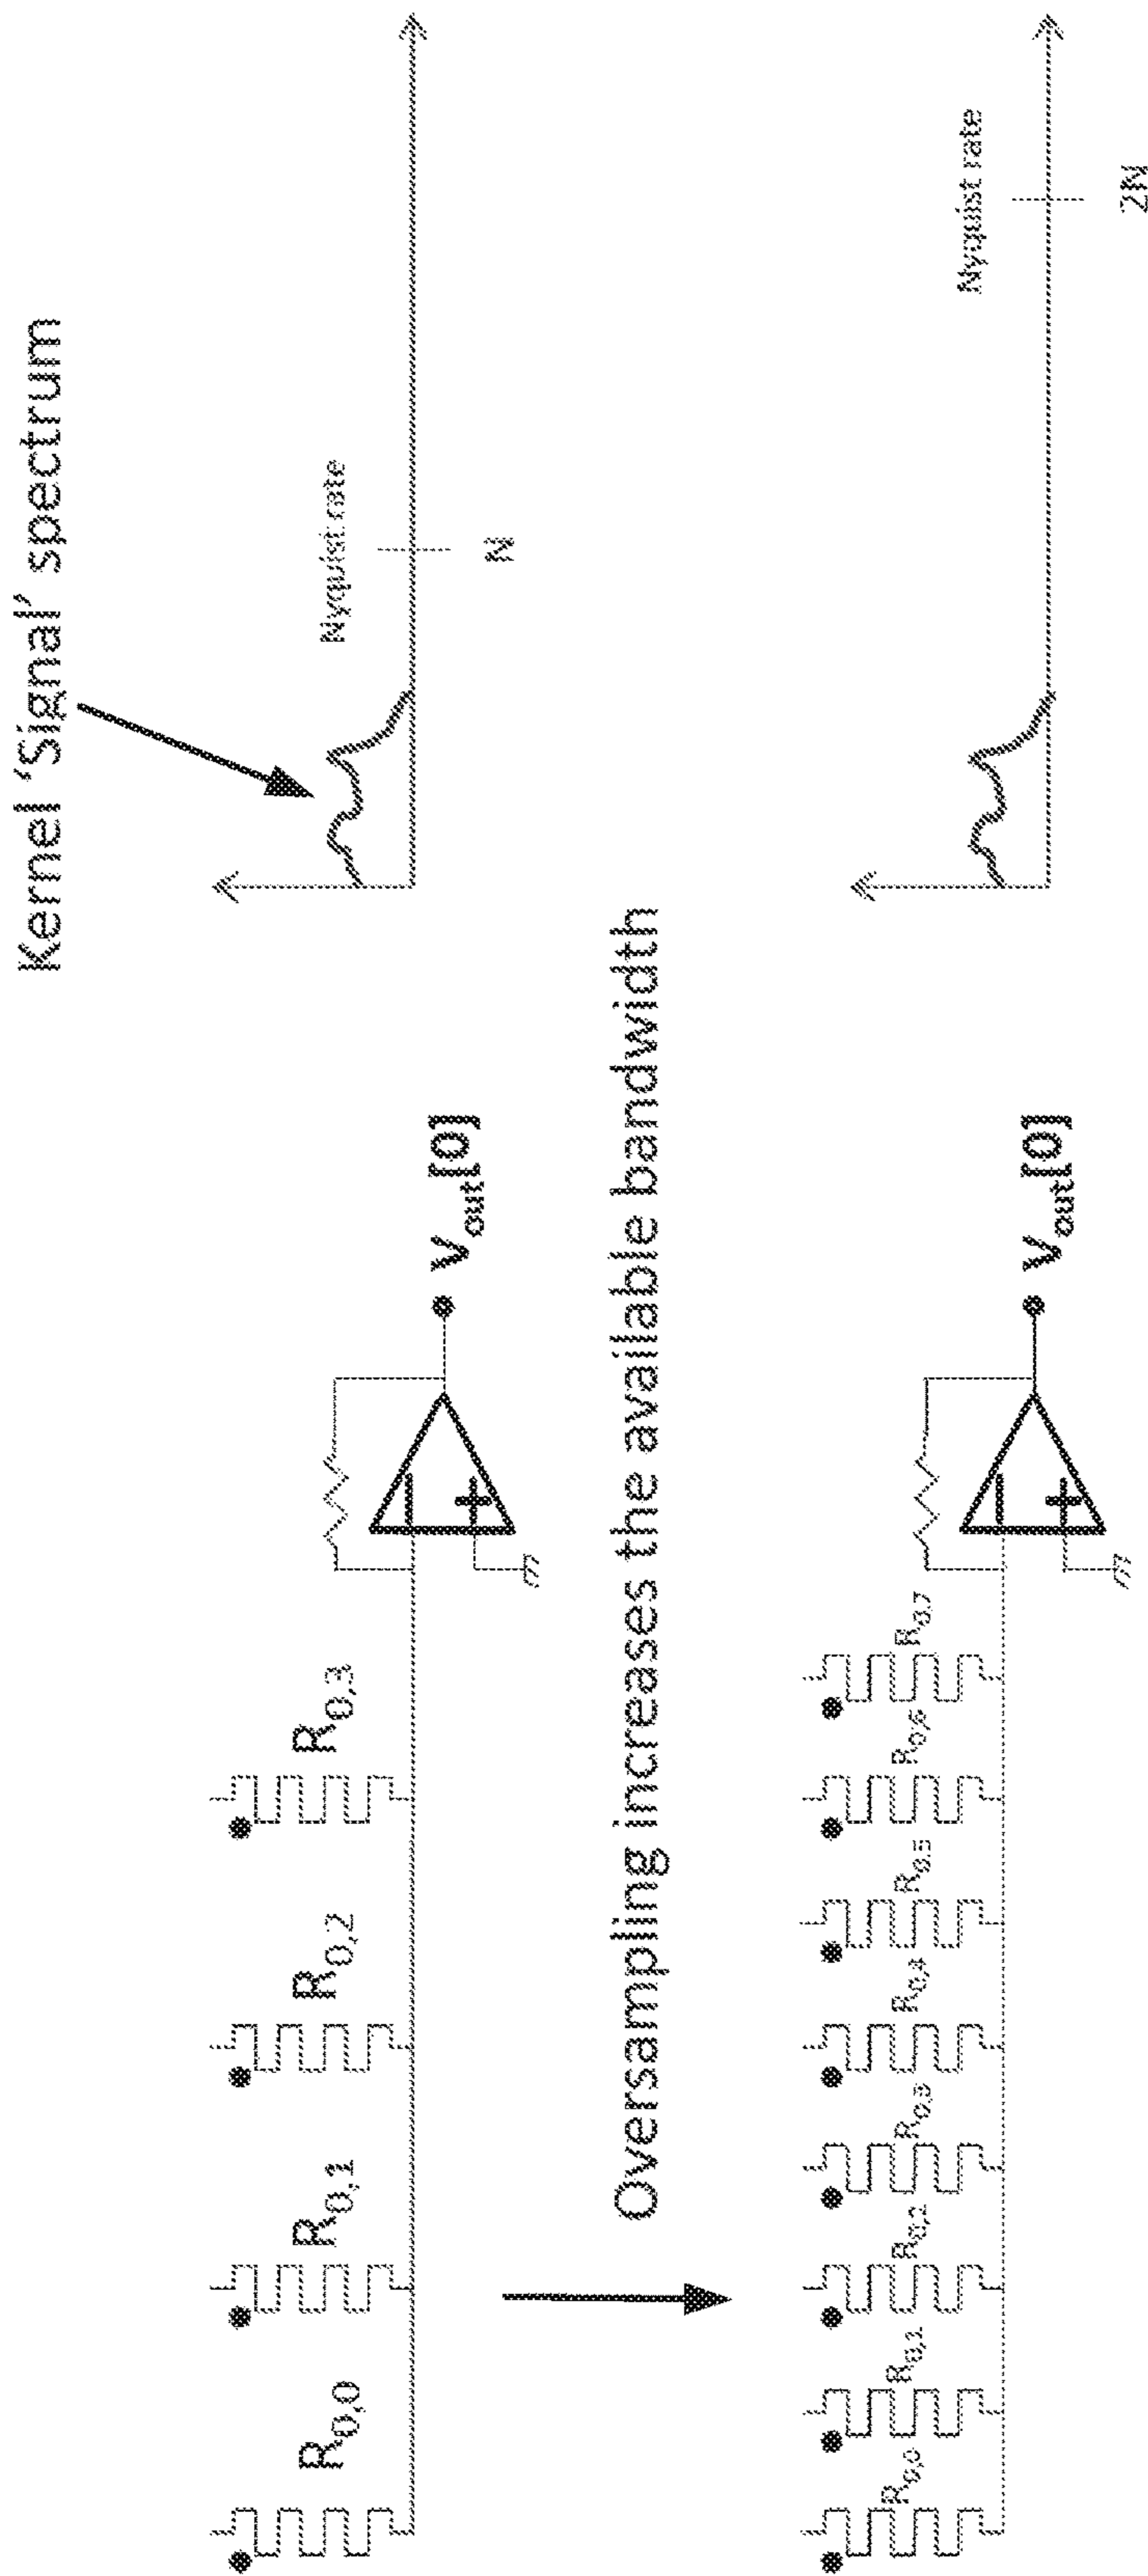 Kernel ‘Signal’ spectrum
R0,0
R0,1
R0,2
R0,3
Vout[0]
Nyquist rate
N
Oversampling increases the available bandwidth
R0,0
R0,1
R0,2
R0,3
R0,4
R0,5
R0,6
R0,7
Vout[0]
Nyquist rate
2N